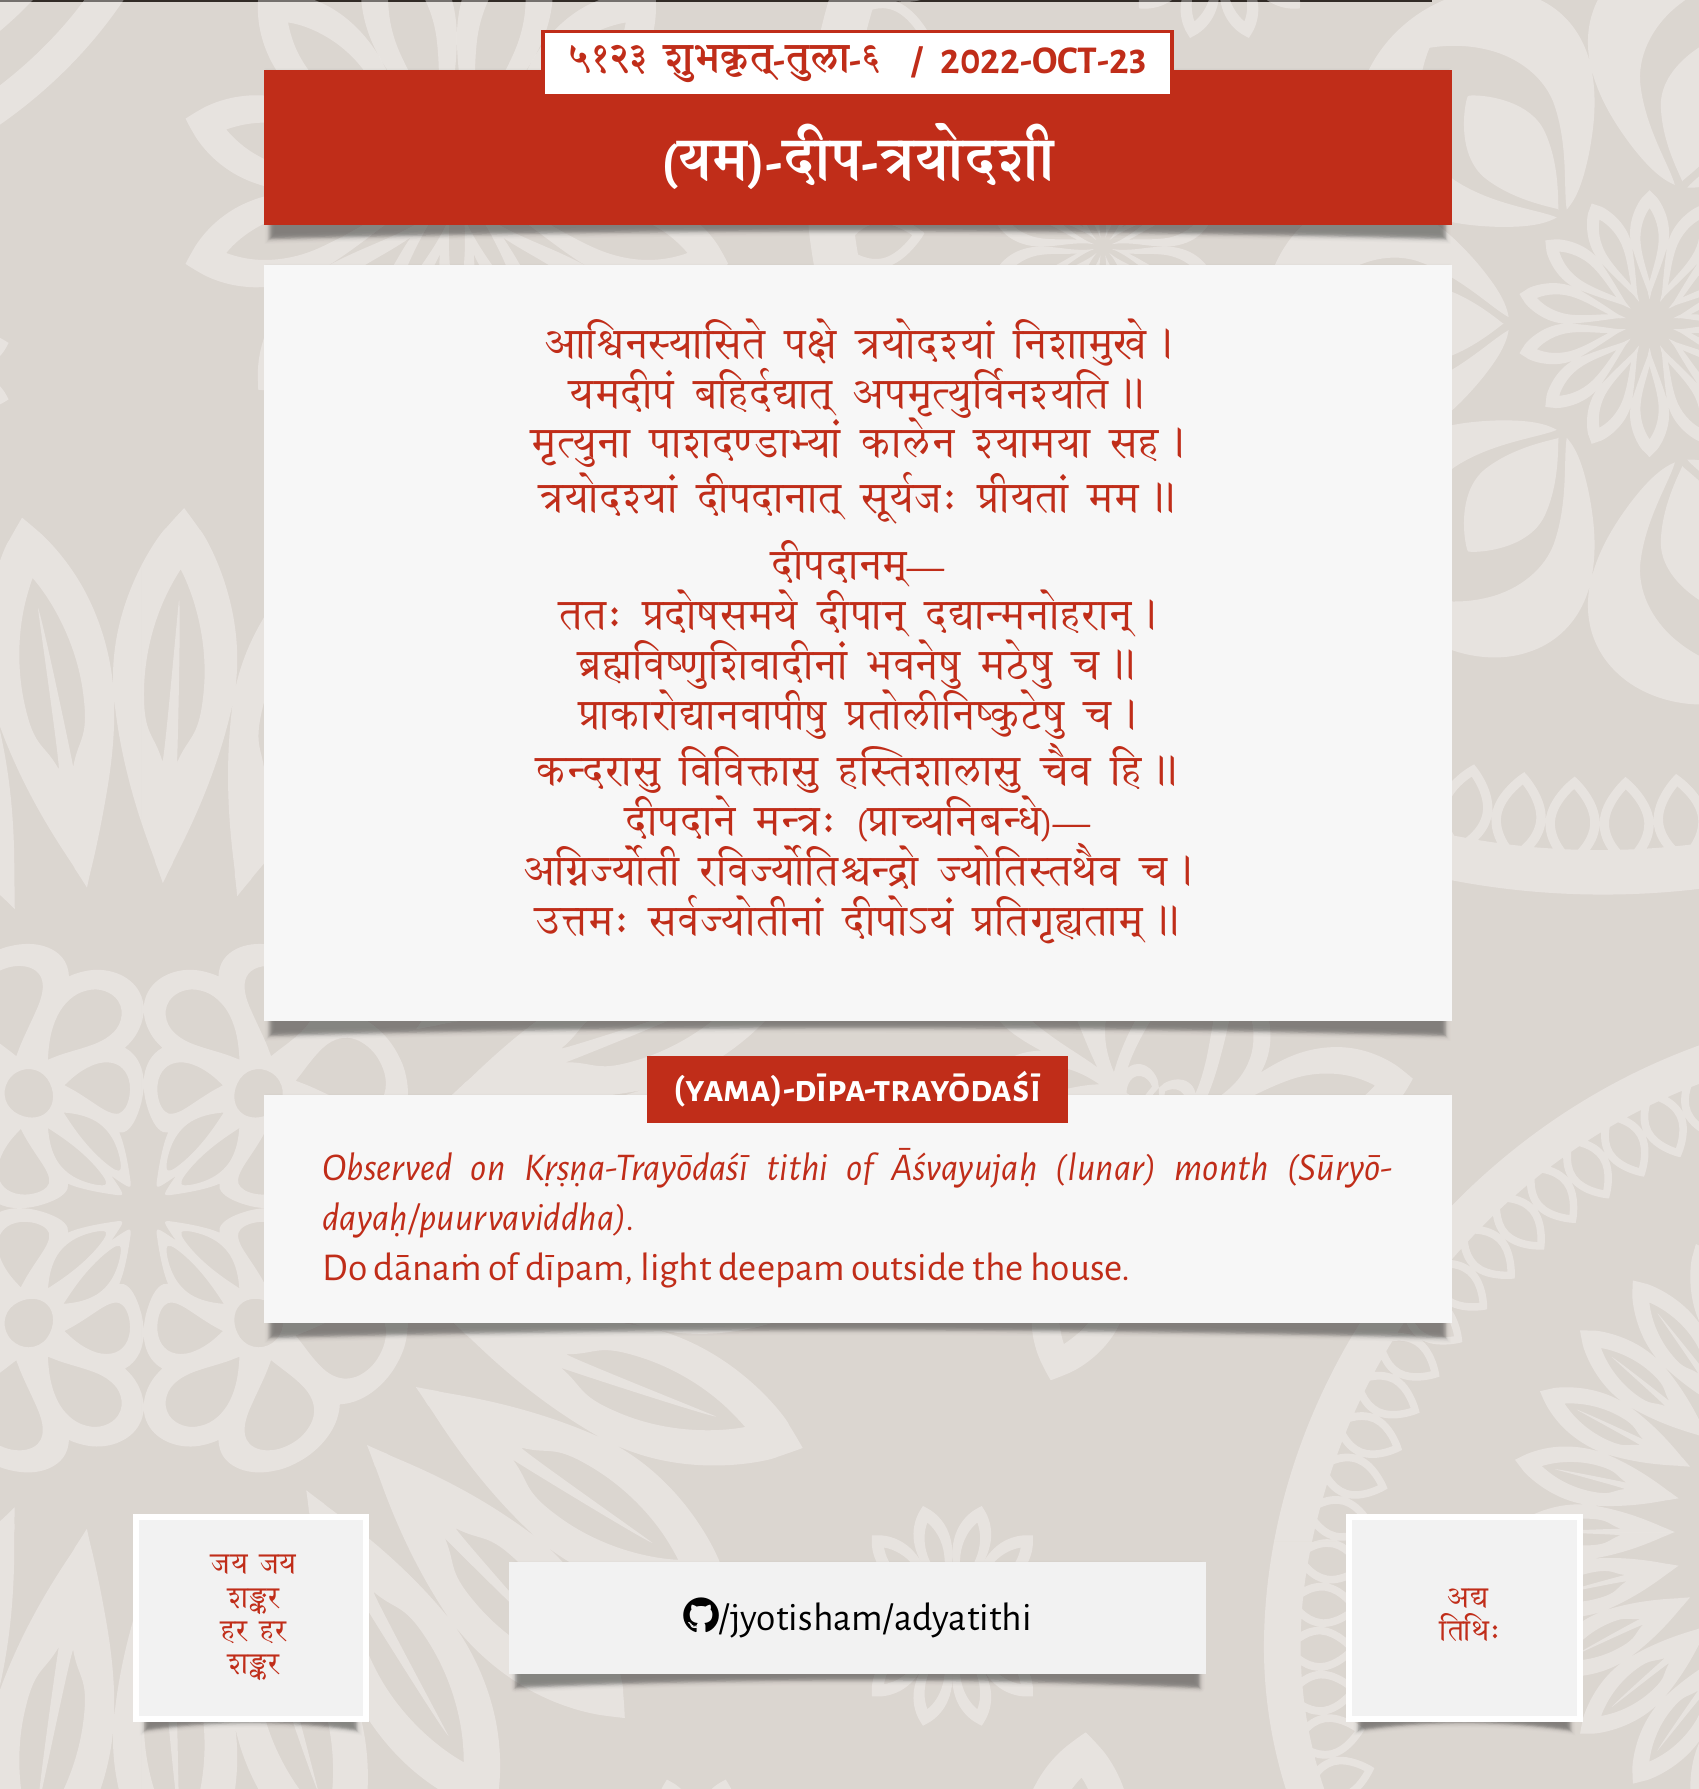 ५१२३ शुभकृत्-तुला-६ / 2022-OCT-23
(यम)-दीप-त्रयोदशी
आश्विनस्यासिते पक्षे त्रयोदश्यां निशामुखे।
यमदीपं बहिर्दद्यात् अपमृत्युर्विनश्यति॥
मृत्युना पाशदण्डाभ्यां कालेन श्यामया सह।
त्रयोदश्यां दीपदानात् सूर्यजः प्रीयतां मम॥
दीपदानम्—
ततः प्रदोषसमये दीपान् दद्यान्मनोहरान्।
ब्रह्मविष्णुशिवादीनां भवनेषु मठेषु च॥
प्राकारोद्यानवापीषु प्रतोलीनिष्कुटेषु च।
कन्दरासु विविक्तासु हस्तिशालासु चैव हि॥
दीपदाने मन्त्रः (प्राच्यनिबन्धे)—
अग्निर्ज्योती रविर्ज्योतिश्चन्द्रो ज्योतिस्तथैव च।
उत्तमः सर्वज्योतीनां दीपोऽयं प्रतिगृह्यताम्॥
(YAMA)-DĪPA-TRAYŌDAŚĪ
Observed on Kṛṣṇa-Trayōdaśī tithi of Āśvayujaḥ (lunar) month (Sūryō-
dayaḥ/puurvaviddha).
Do dānaṁ of dīpam, light deepam outside the house.
जय जय
शङ्कर
हर हर
शङ्कर
/jyotisham/adyatithi
अद्य
तिथिः